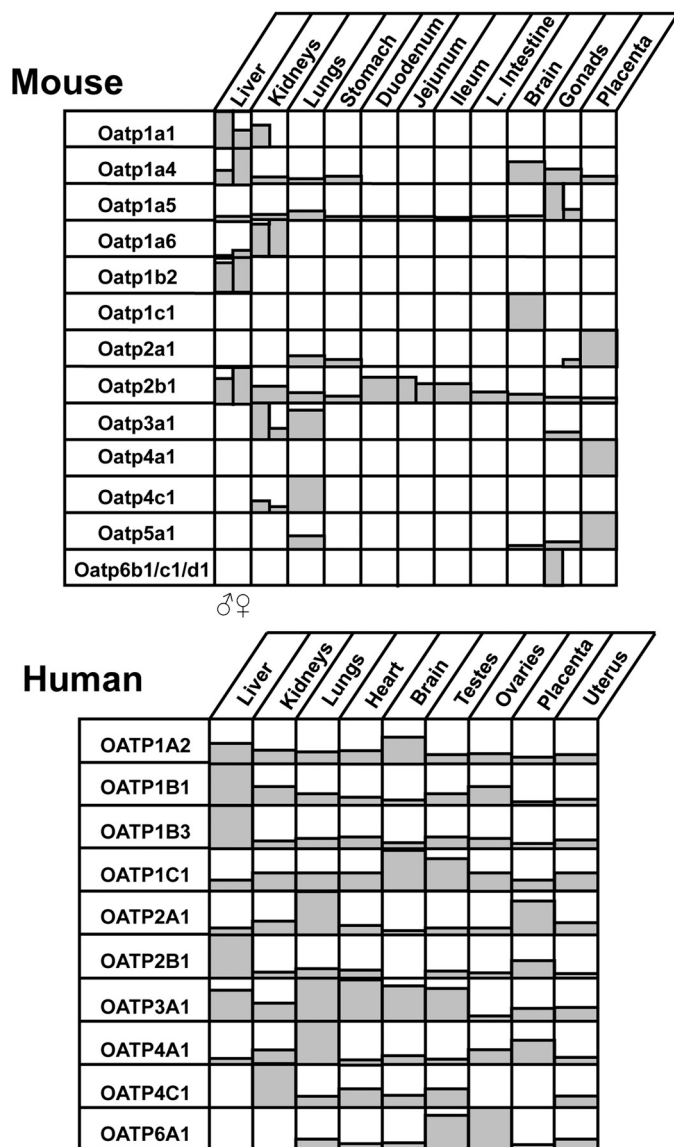 Mouse
Liver
Kidneys
Lungs
Stomach
Duodenum
Jejunum
Ileum
L. Intestine
Brain
Gonads
Placenta
Oatp1a1
Oatp1a4
Oatp1a5
Oatp1a6
Oatp1b2
Oatp1c1
Oatp2a1
Oatp2b1
Oatp3a1
Oatp4a1
Oatp4c1
Oatp5a1
Oatp6b1/c1/d1
♂♀
Human
Liver
Kidneys
Lungs
Heart
Brain
Testes
Ovaries
Placenta
Uterus
OATP1A2
OATP1B1
OATP1B3
OATP1C1
OATP2A1
OATP2B1
OATP3A1
OATP4A1
OATP4C1
OATP6A1